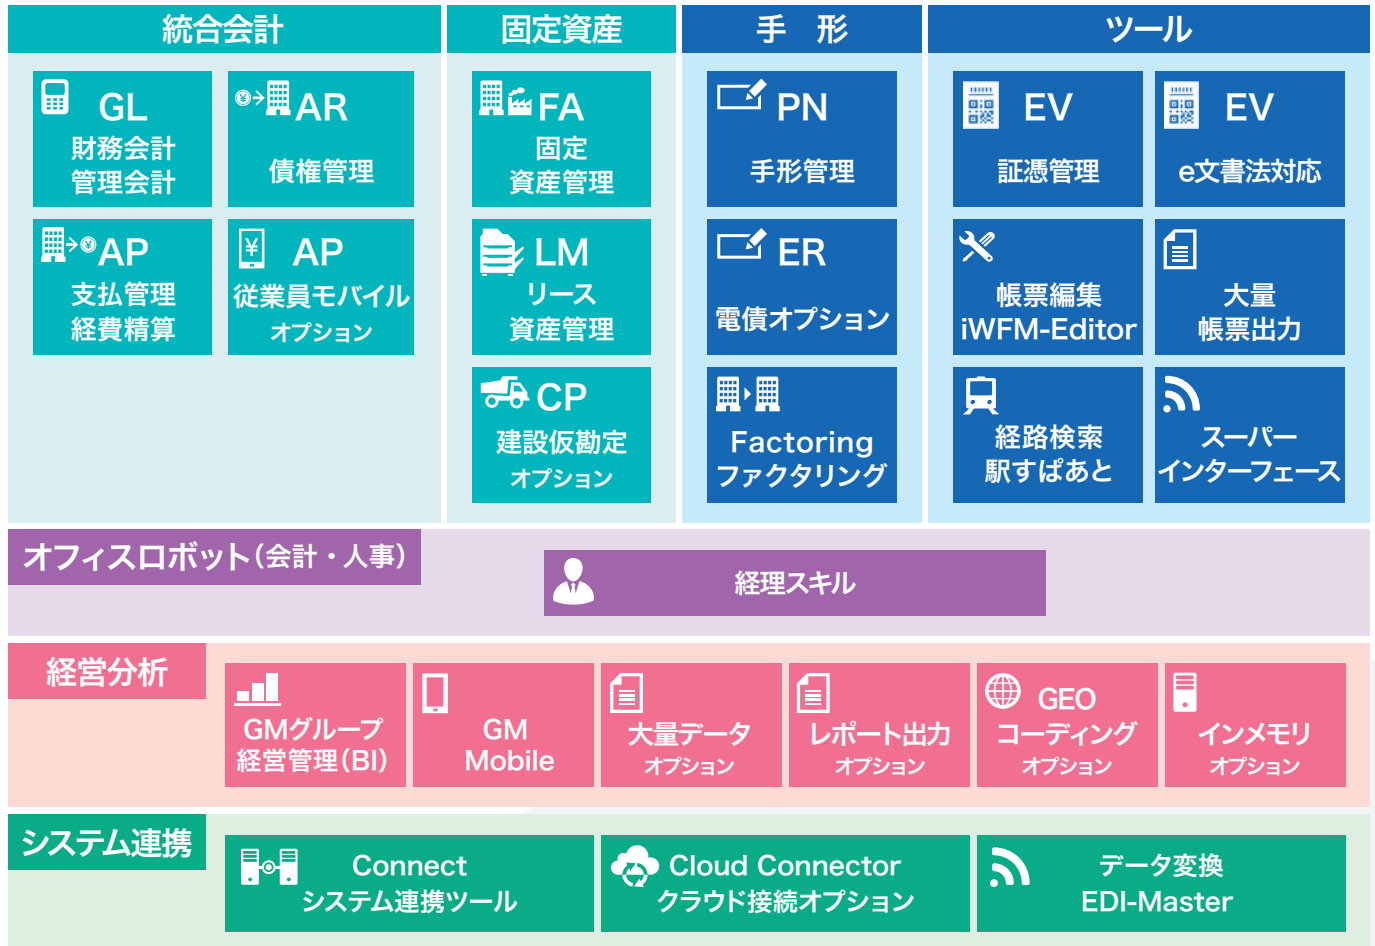 統合会計
GL
財務会計
管理会計
AR
債権管理
AP
支払管理
経費精算
AP
従業員モバイル
オプション
固定資産
FA
固定
資産管理
LM
リース
資産管理
CP
建設仮勘定
オプション
手　形
PN
手形管理
ER
電債オプション
Factoring
ファクタリング
ツール
EV
証憑管理
EV
e文書法対応
帳票編集
iWFM-Editor
大量
帳票出力
経路検索
駅すぱあと
スーパー
インターフェース
オフィスロボット(会計・人事)
経理スキル
経営分析
GMグループ
経営管理(BI)
GM
Mobile
大量データ
オプション
レポート出力
オプション
GEO
コーディング
オプション
インメモリ
オプション
システム連携
Connect
システム連携ツール
Cloud Connector
クラウド接続オプション
データ変換
EDI-Master